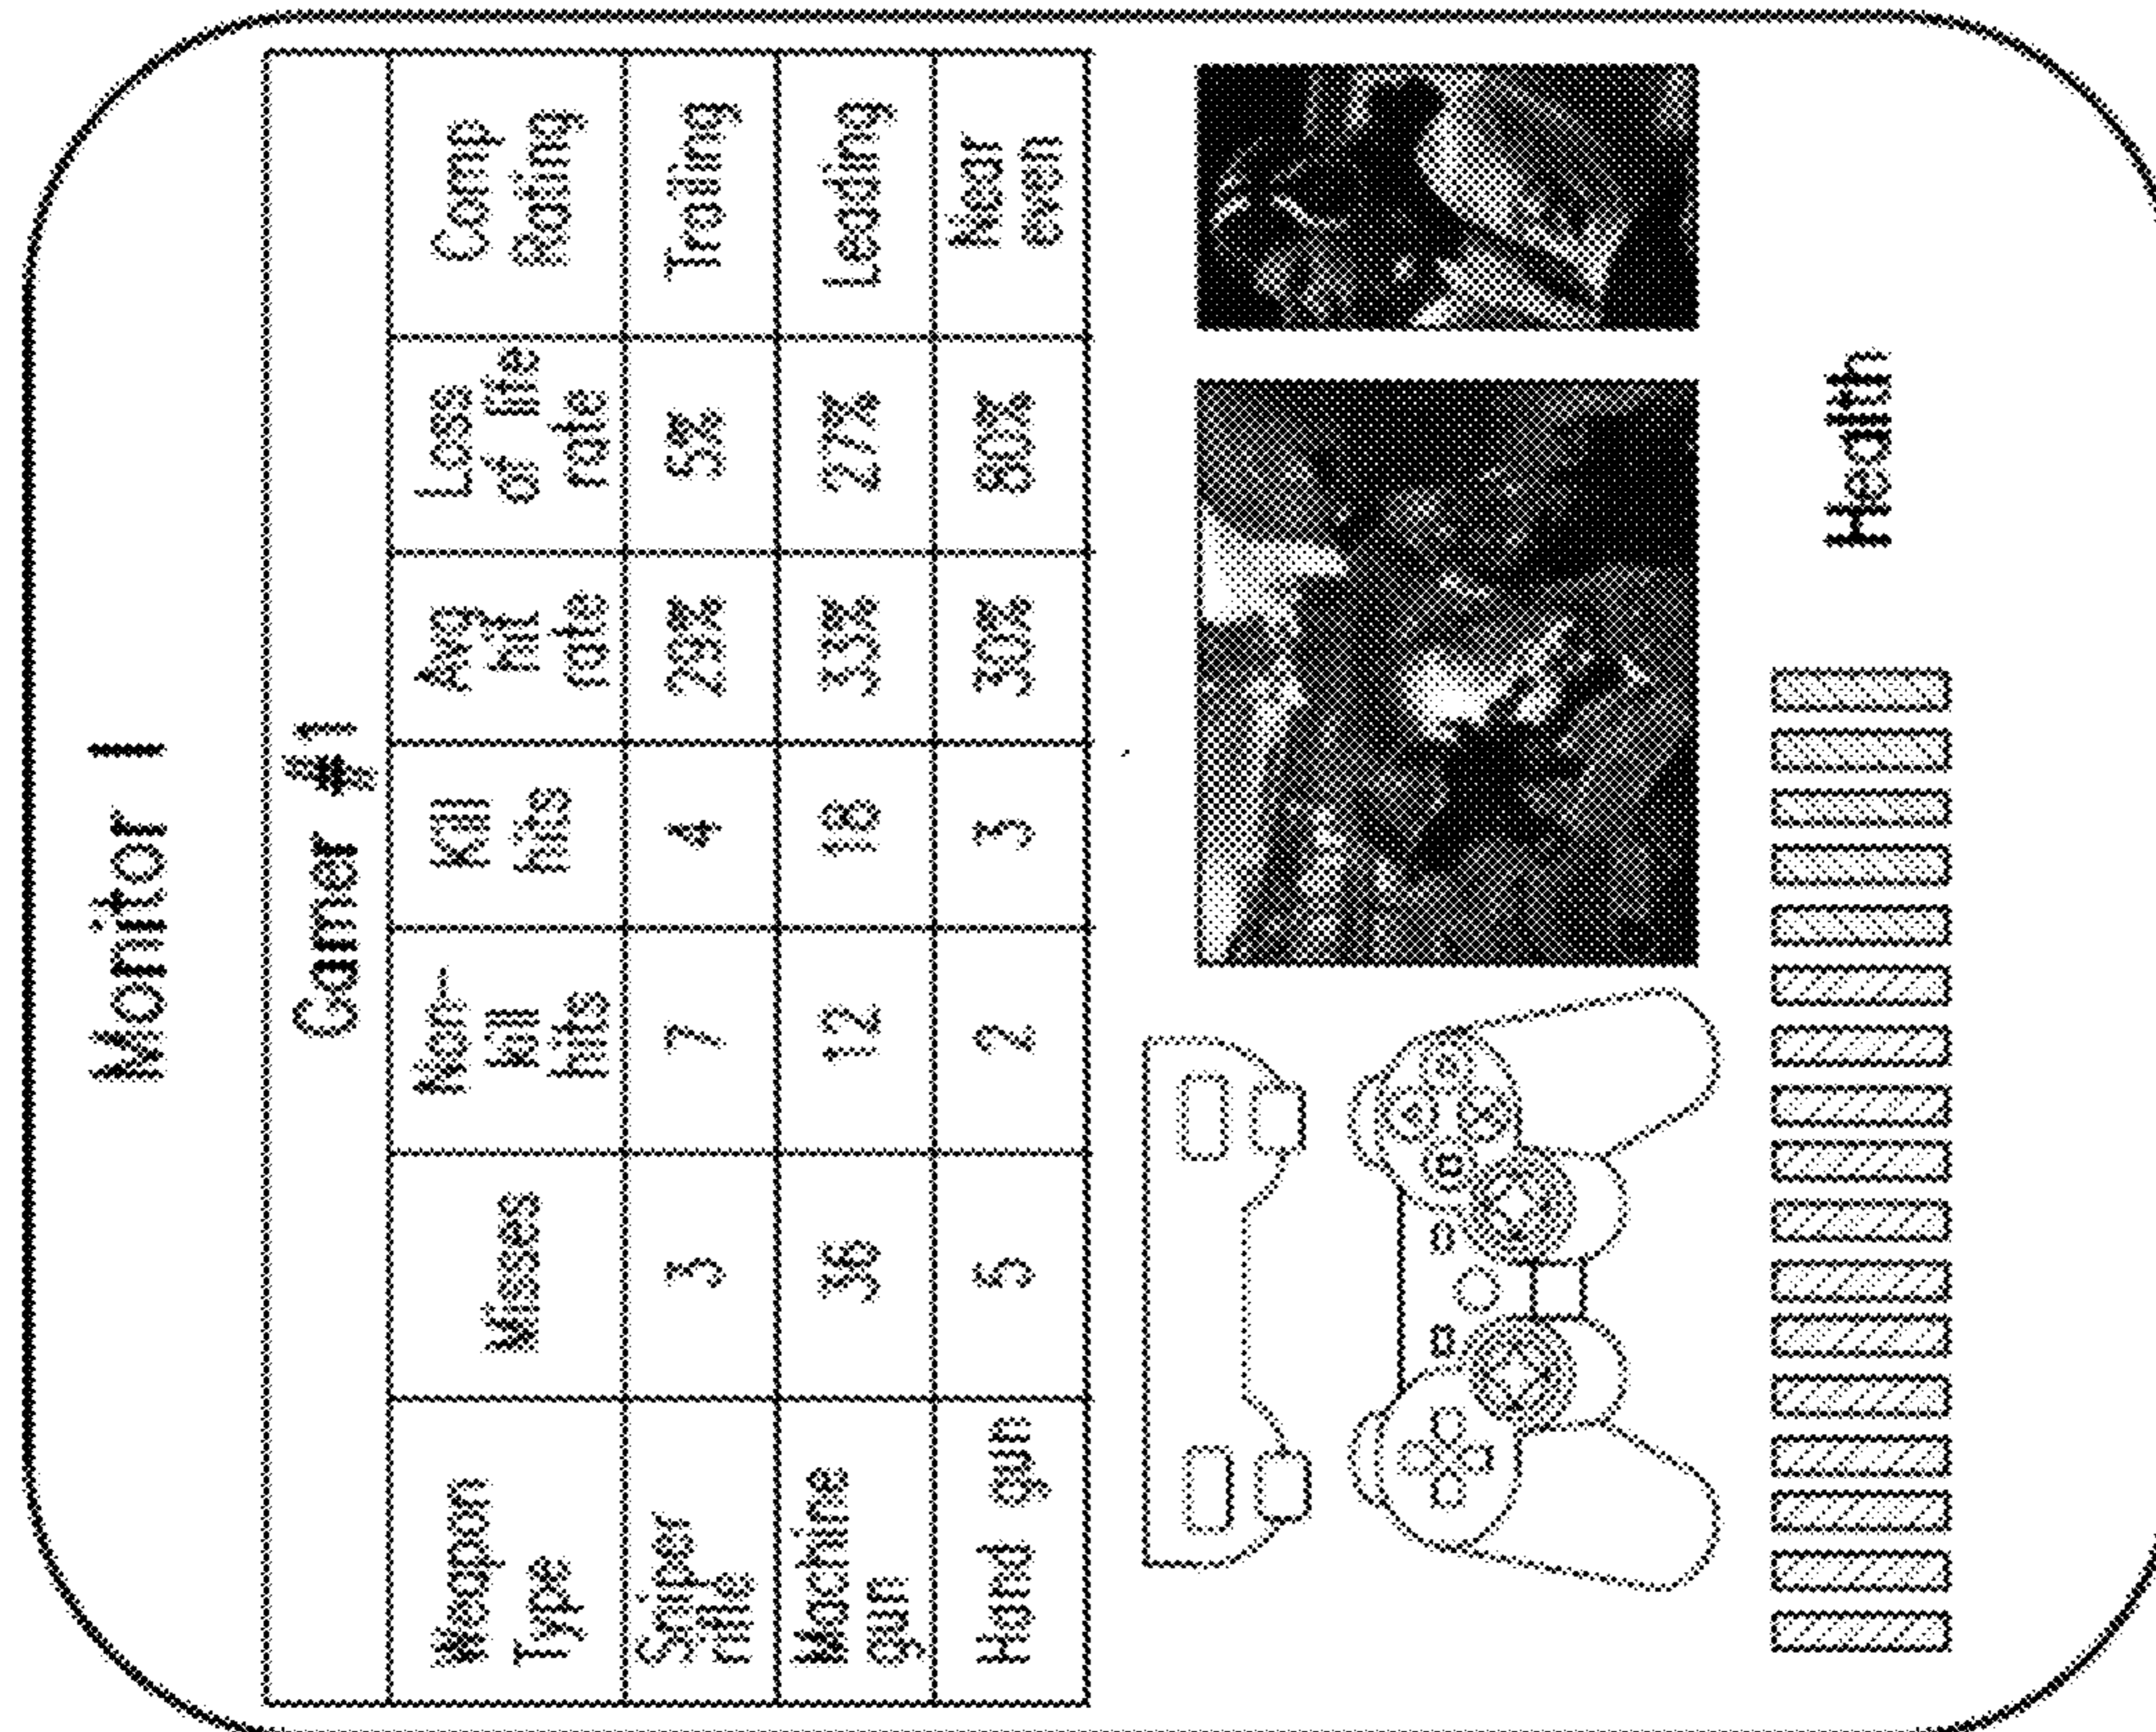 Monitor 1
Gamer #1
Weapon Type Misses Non-kill hits Kill hits Avg hit rate Loss of life rate Comp Rating
Sniper rifle 3 7 4 29% 5% Trailing
Machine gun 36 12 18 33% 27% Leading
Hand gun 5 2 3 30% 80% Near even
Health